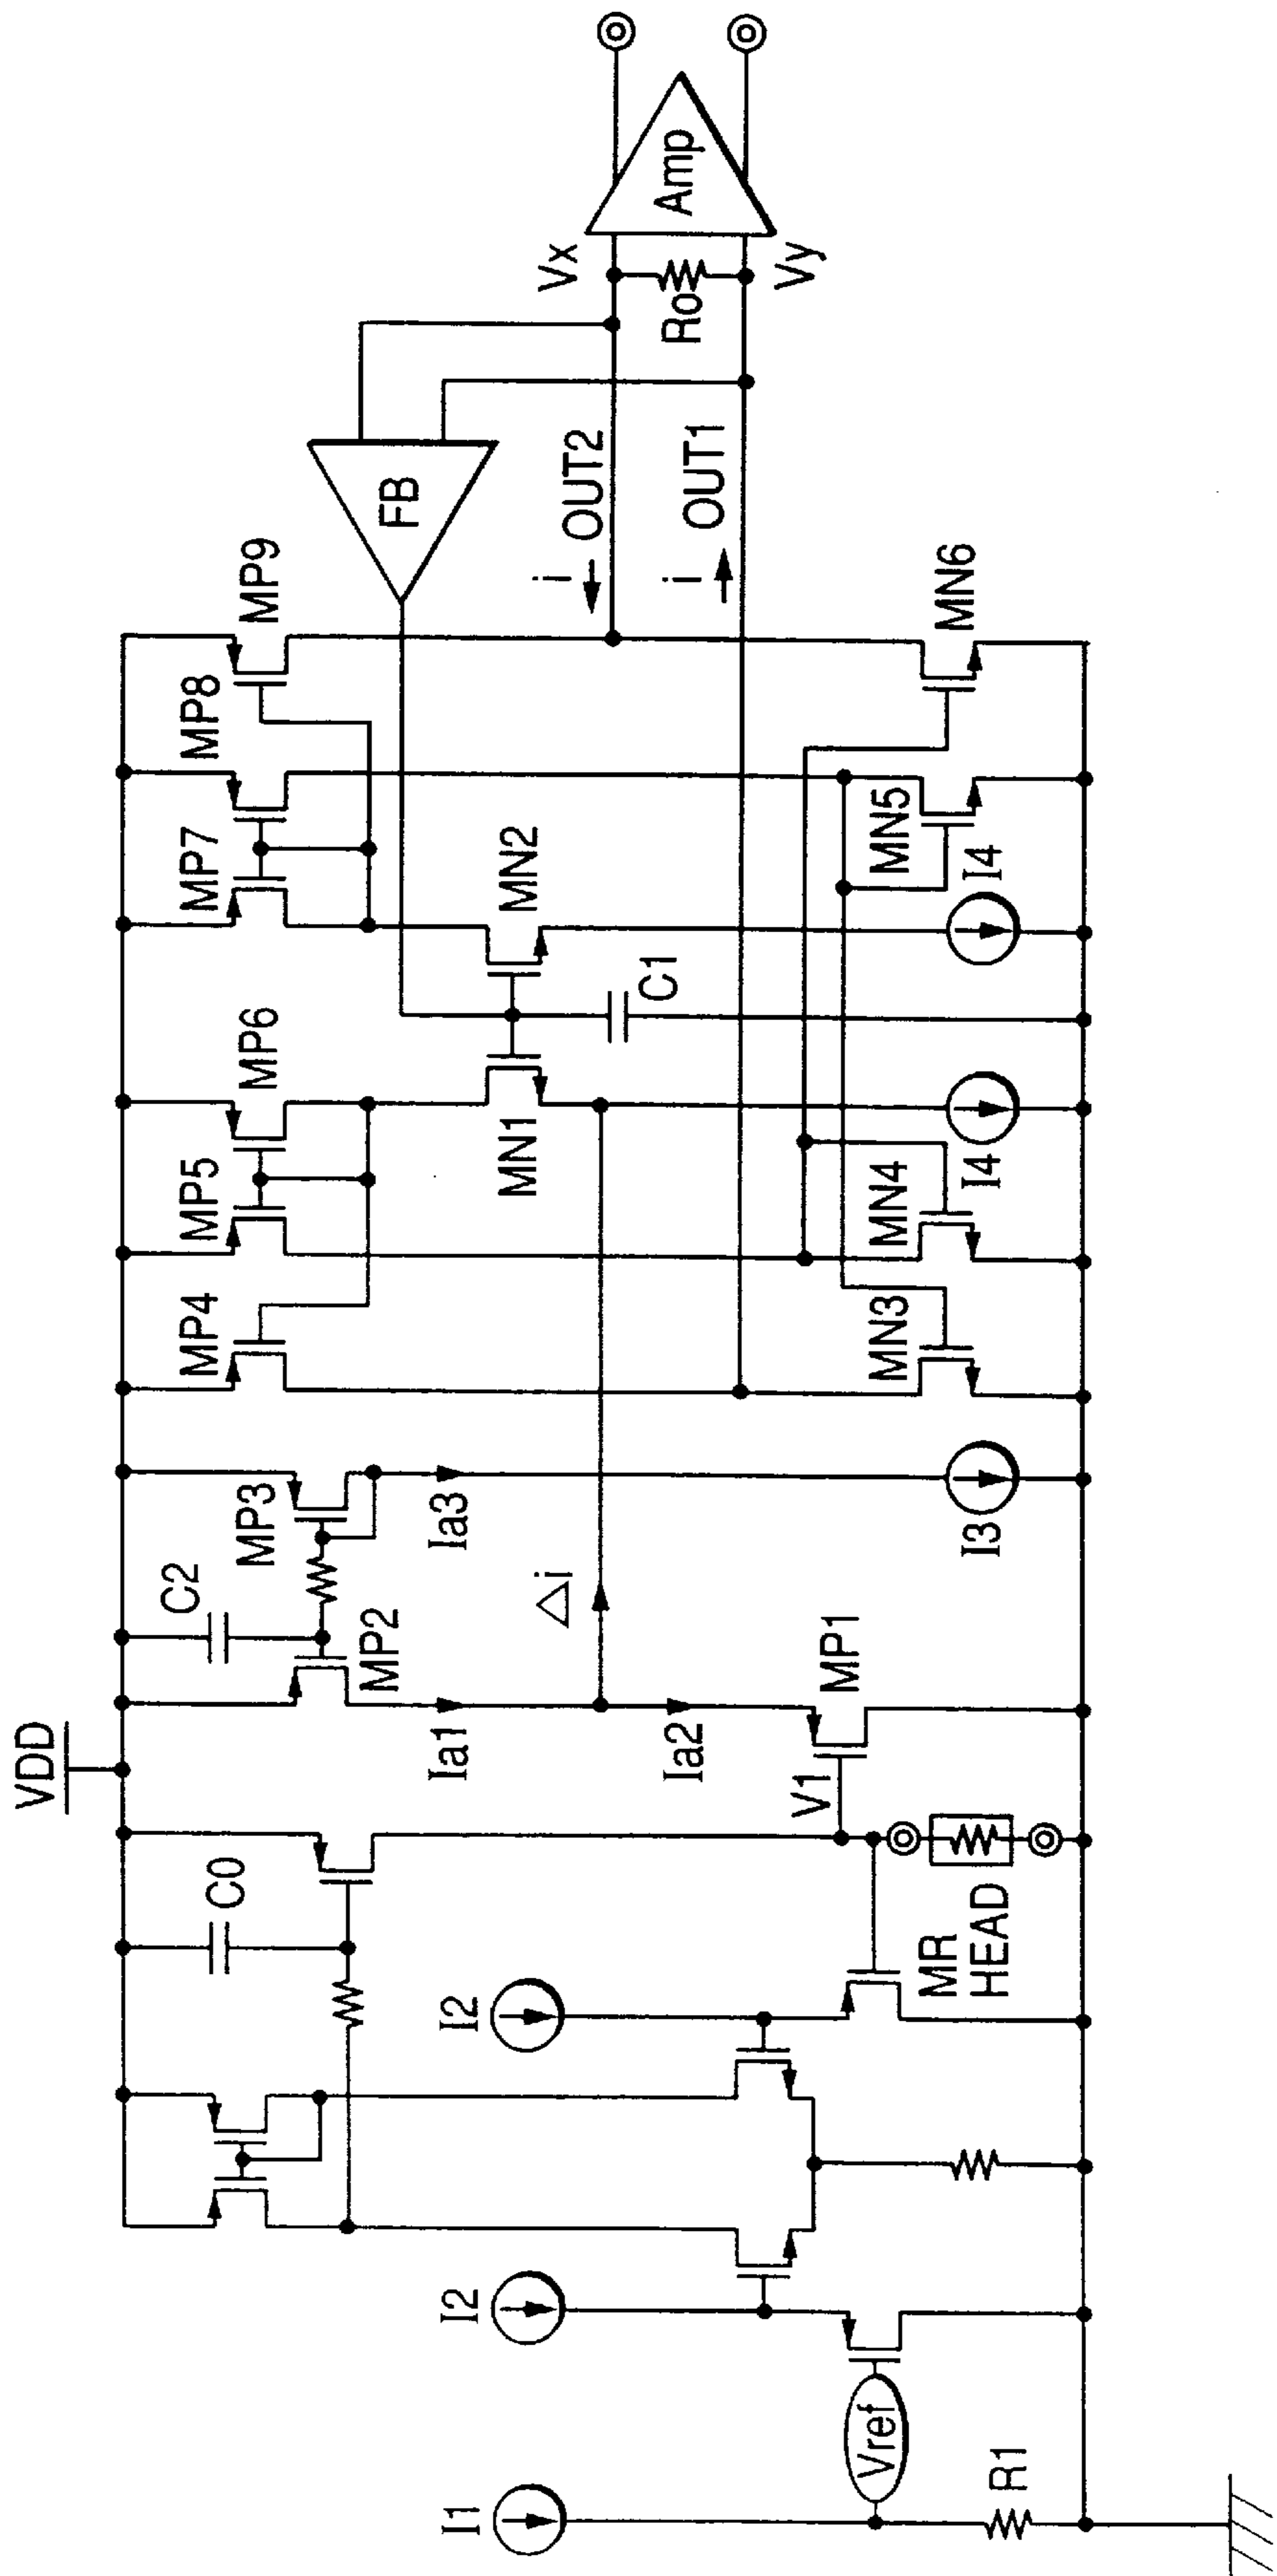 VDD
I1
Vref
R1
I2
I2
C0
MR
HEAD
V1
MP1
Ia1
Ia2
MP2
C2
MP3
Ia3
△i
I3
MP4
MP5
MP6
MN1
MN3
MN4
I4
C1
MN2
MP7
MP8
MP9
MN5
I4
MN6
FB
i
OUT2
i
OUT1
Vx
Ro
Vy
Amp